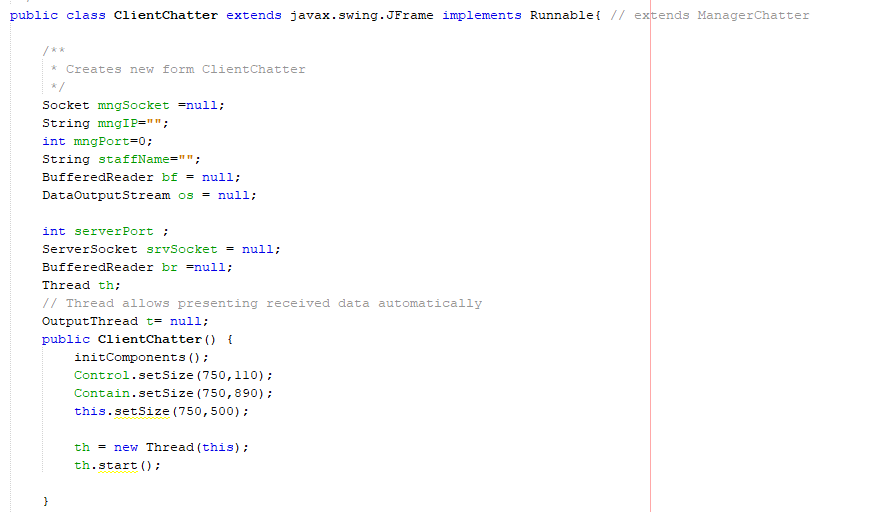 public class ClientChatter extends javax.swing.JFrame implements Runnable{ // extends ManagerChatter
/**
* Creates new form ClientChatter
*/
Socket mngSocket =null;
String mngIP="";
int mngPort=0;
String staffName="";
BufferedReader bf = null;
DataOutputStream os = null;
int serverPort ;
ServerSocket srvSocket = null;
BufferedReader br =null;
Thread th;
// Thread allows presenting received data automatically
OutputThread t= null;
public ClientChatter() {
initComponents();
Control.setSize(750,110);
Contain.setSize(750,890);
this.setSize(750,500);
th = new Thread(this);
th.start();
}